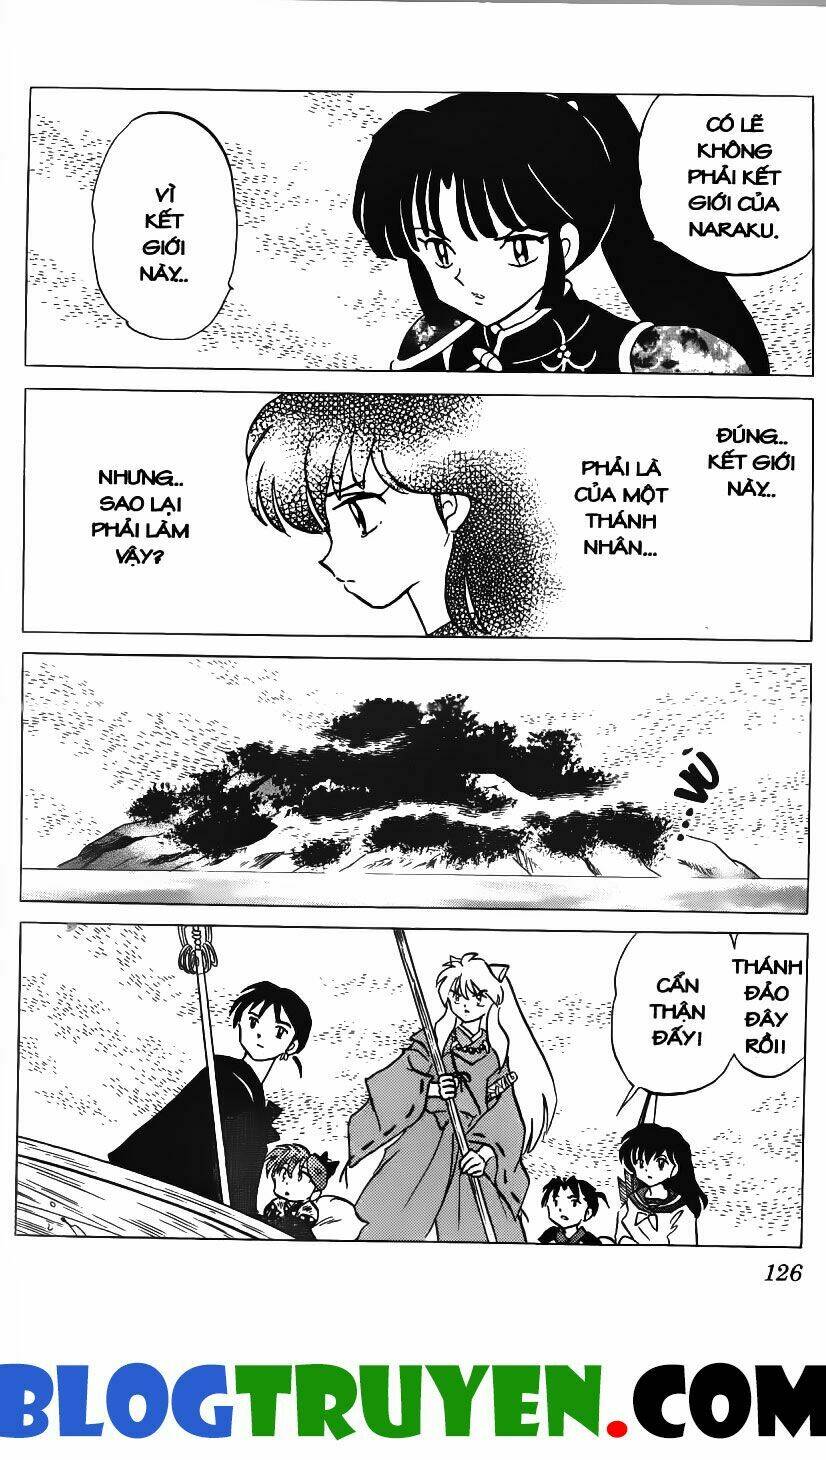 CÓ LẼ
KHÔNG
PHẢI KẾT
GIỚI CỦA
NARAKU.
VÌ
KẾT
GIỚI
NÀY...
ĐÚNG...
KẾT GIỚI
NÀY...
PHẢI LÀ
CỦA MỘT
THÁNH
NHÂN...
NHƯNG...
SAO LẠI
PHẢI LÀM
VẬY?
...VÙ
THÁNH
ĐẢO
ĐÂY
RỒI!
CẨN
THẬN
ĐẤY!
126
BLOGTRUYEN.COM